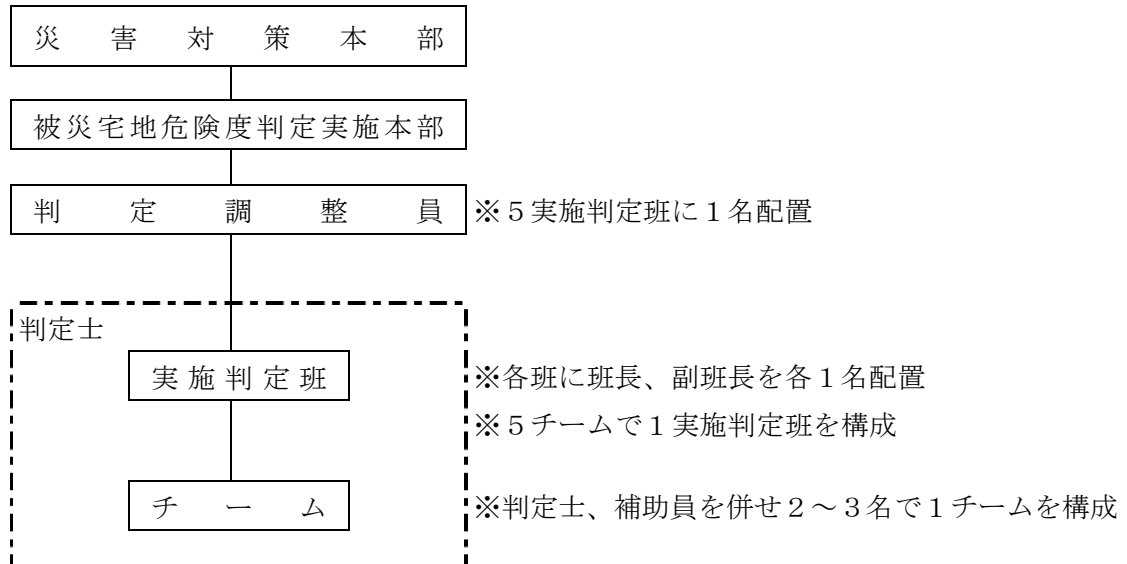 災害対策本部
被災宅地危険度判定実施本部
判定調整員 ※５実施判定班に１名配置
判定士
実施判定班 ※各班に班長、副班長を各１名配置
※５チームで１実施判定班を構成
チーム ※判定士、補助員を併せ２～３名で１チームを構成